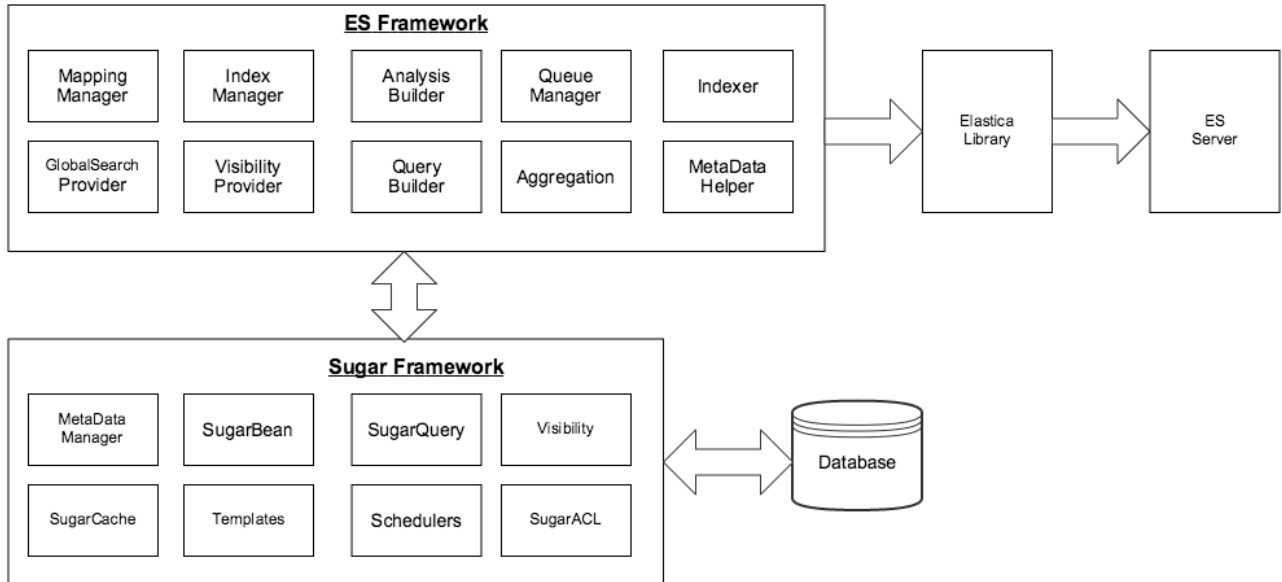 ES Framework
Mapping
Manager
Index
Manager
Analysis
Builder
Queue
Manager
Indexer
GlobalSearch
Provider
Visibility
Provider
Query
Builder
Aggregation
MetaData
Helper
Elastica
Library
ES
Server
Sugar Framework
MetaData
Manager
SugarBean
SugarQuery
Visibility
SugarCache
Templates
Schedulers
SugarACL
Database